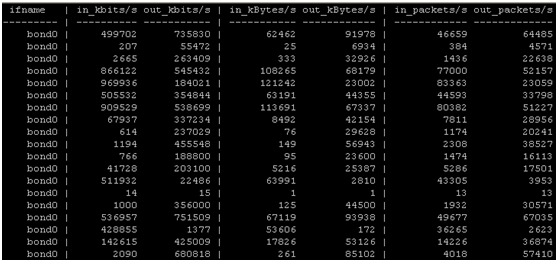 ifname | in_kbits/s out_kbits/s | in_kBytes/s out_kBytes/s | in_packets/s out_packets/s
---------- ----------- ----------- ----------- ------------ ------------ -------------
bond0 | 499702 735830 | 62462 91978 | 46659 64485
bond0 | 207 55472 | 25 6934 | 384 4571
bond0 | 2665 263409 | 333 32926 | 1436 22638
bond0 | 866122 545432 | 108265 68179 | 77000 52157
bond0 | 969936 184021 | 121242 23002 | 83363 23059
bond0 | 505532 354844 | 63191 44355 | 44593 33798
bond0 | 909529 538699 | 113691 67337 | 80382 51227
bond0 | 67937 337234 | 8492 42154 | 7811 28956
bond0 | 614 237029 | 76 29628 | 1174 20241
bond0 | 1194 455548 | 149 56943 | 2308 38527
bond0 | 766 188800 | 95 23600 | 1474 16113
bond0 | 41728 203100 | 5216 25387 | 5286 17501
bond0 | 511932 22486 | 63991 2810 | 43305 3953
bond0 | 14 15 | 1 1 | 13 13
bond0 | 1000 356000 | 125 44500 | 1932 30571
bond0 | 536957 751509 | 67119 93938 | 49677 67035
bond0 | 428855 1377 | 53606 172 | 36265 2623
bond0 | 142615 425009 | 17826 53126 | 14226 36874
bond0 | 2090 680818 | 261 85102 | 4018 57410